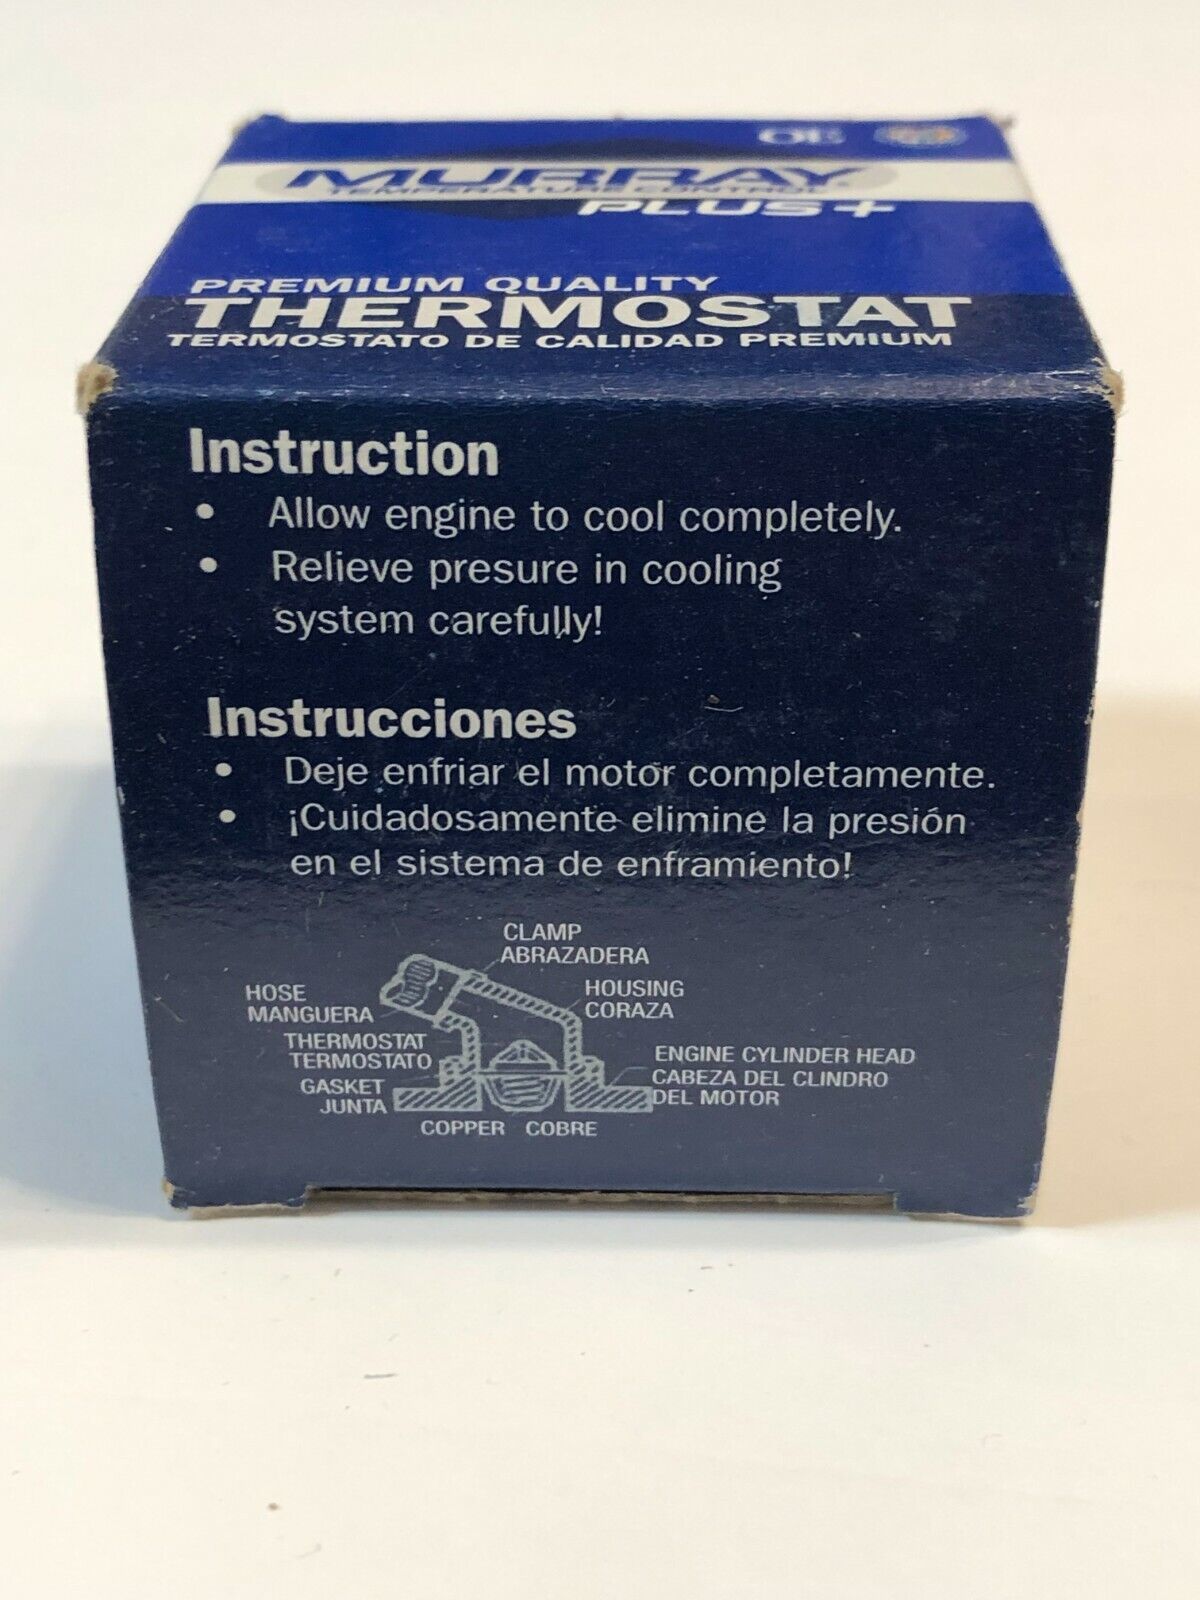 MURRAY
TEMPERATURE CONTROL
PLUS+
PREMIUM QUALITY
THERMOSTAT
TERMOSTATO DE CALIDAD PREMIUM
Instruction
• Allow engine to cool completely.
• Relieve presure in cooling
system carefully!
Instrucciones
• Deje enfriar el motor completamente.
• ¡Cuidadosamente elimine la presión
en el sistema de enframiento!
CLAMP
ABRAZADERA
HOSE
MANGUERA
HOUSING
CORAZA
THERMOSTAT
TERMOSTATO
ENGINE CYLINDER HEAD
CABEZA DEL CLINDRO
DEL MOTOR
GASKET
JUNTA
COPPER COBRE